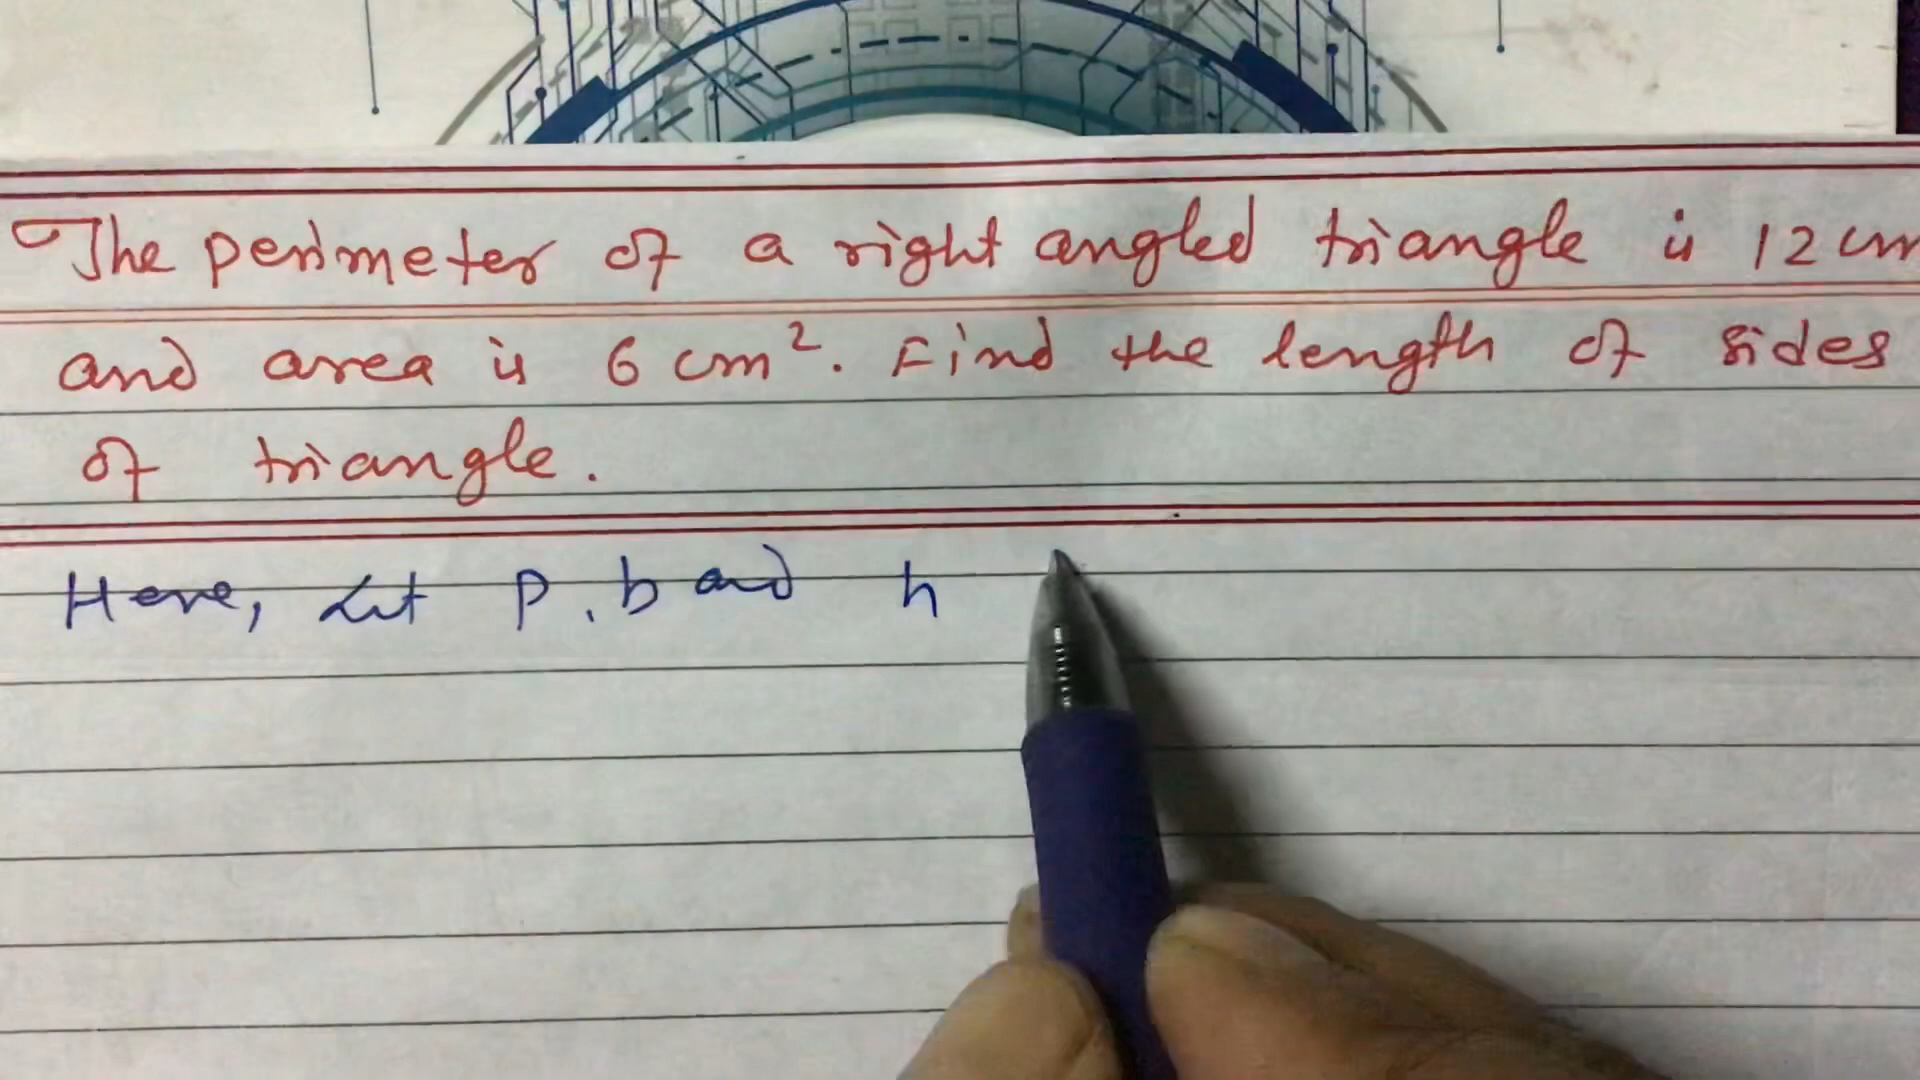 The perimeter of a right angled triangle is 12 cm
and area is 6 cm². Find the length of sides
of triangle.
Here, Let P, b and h